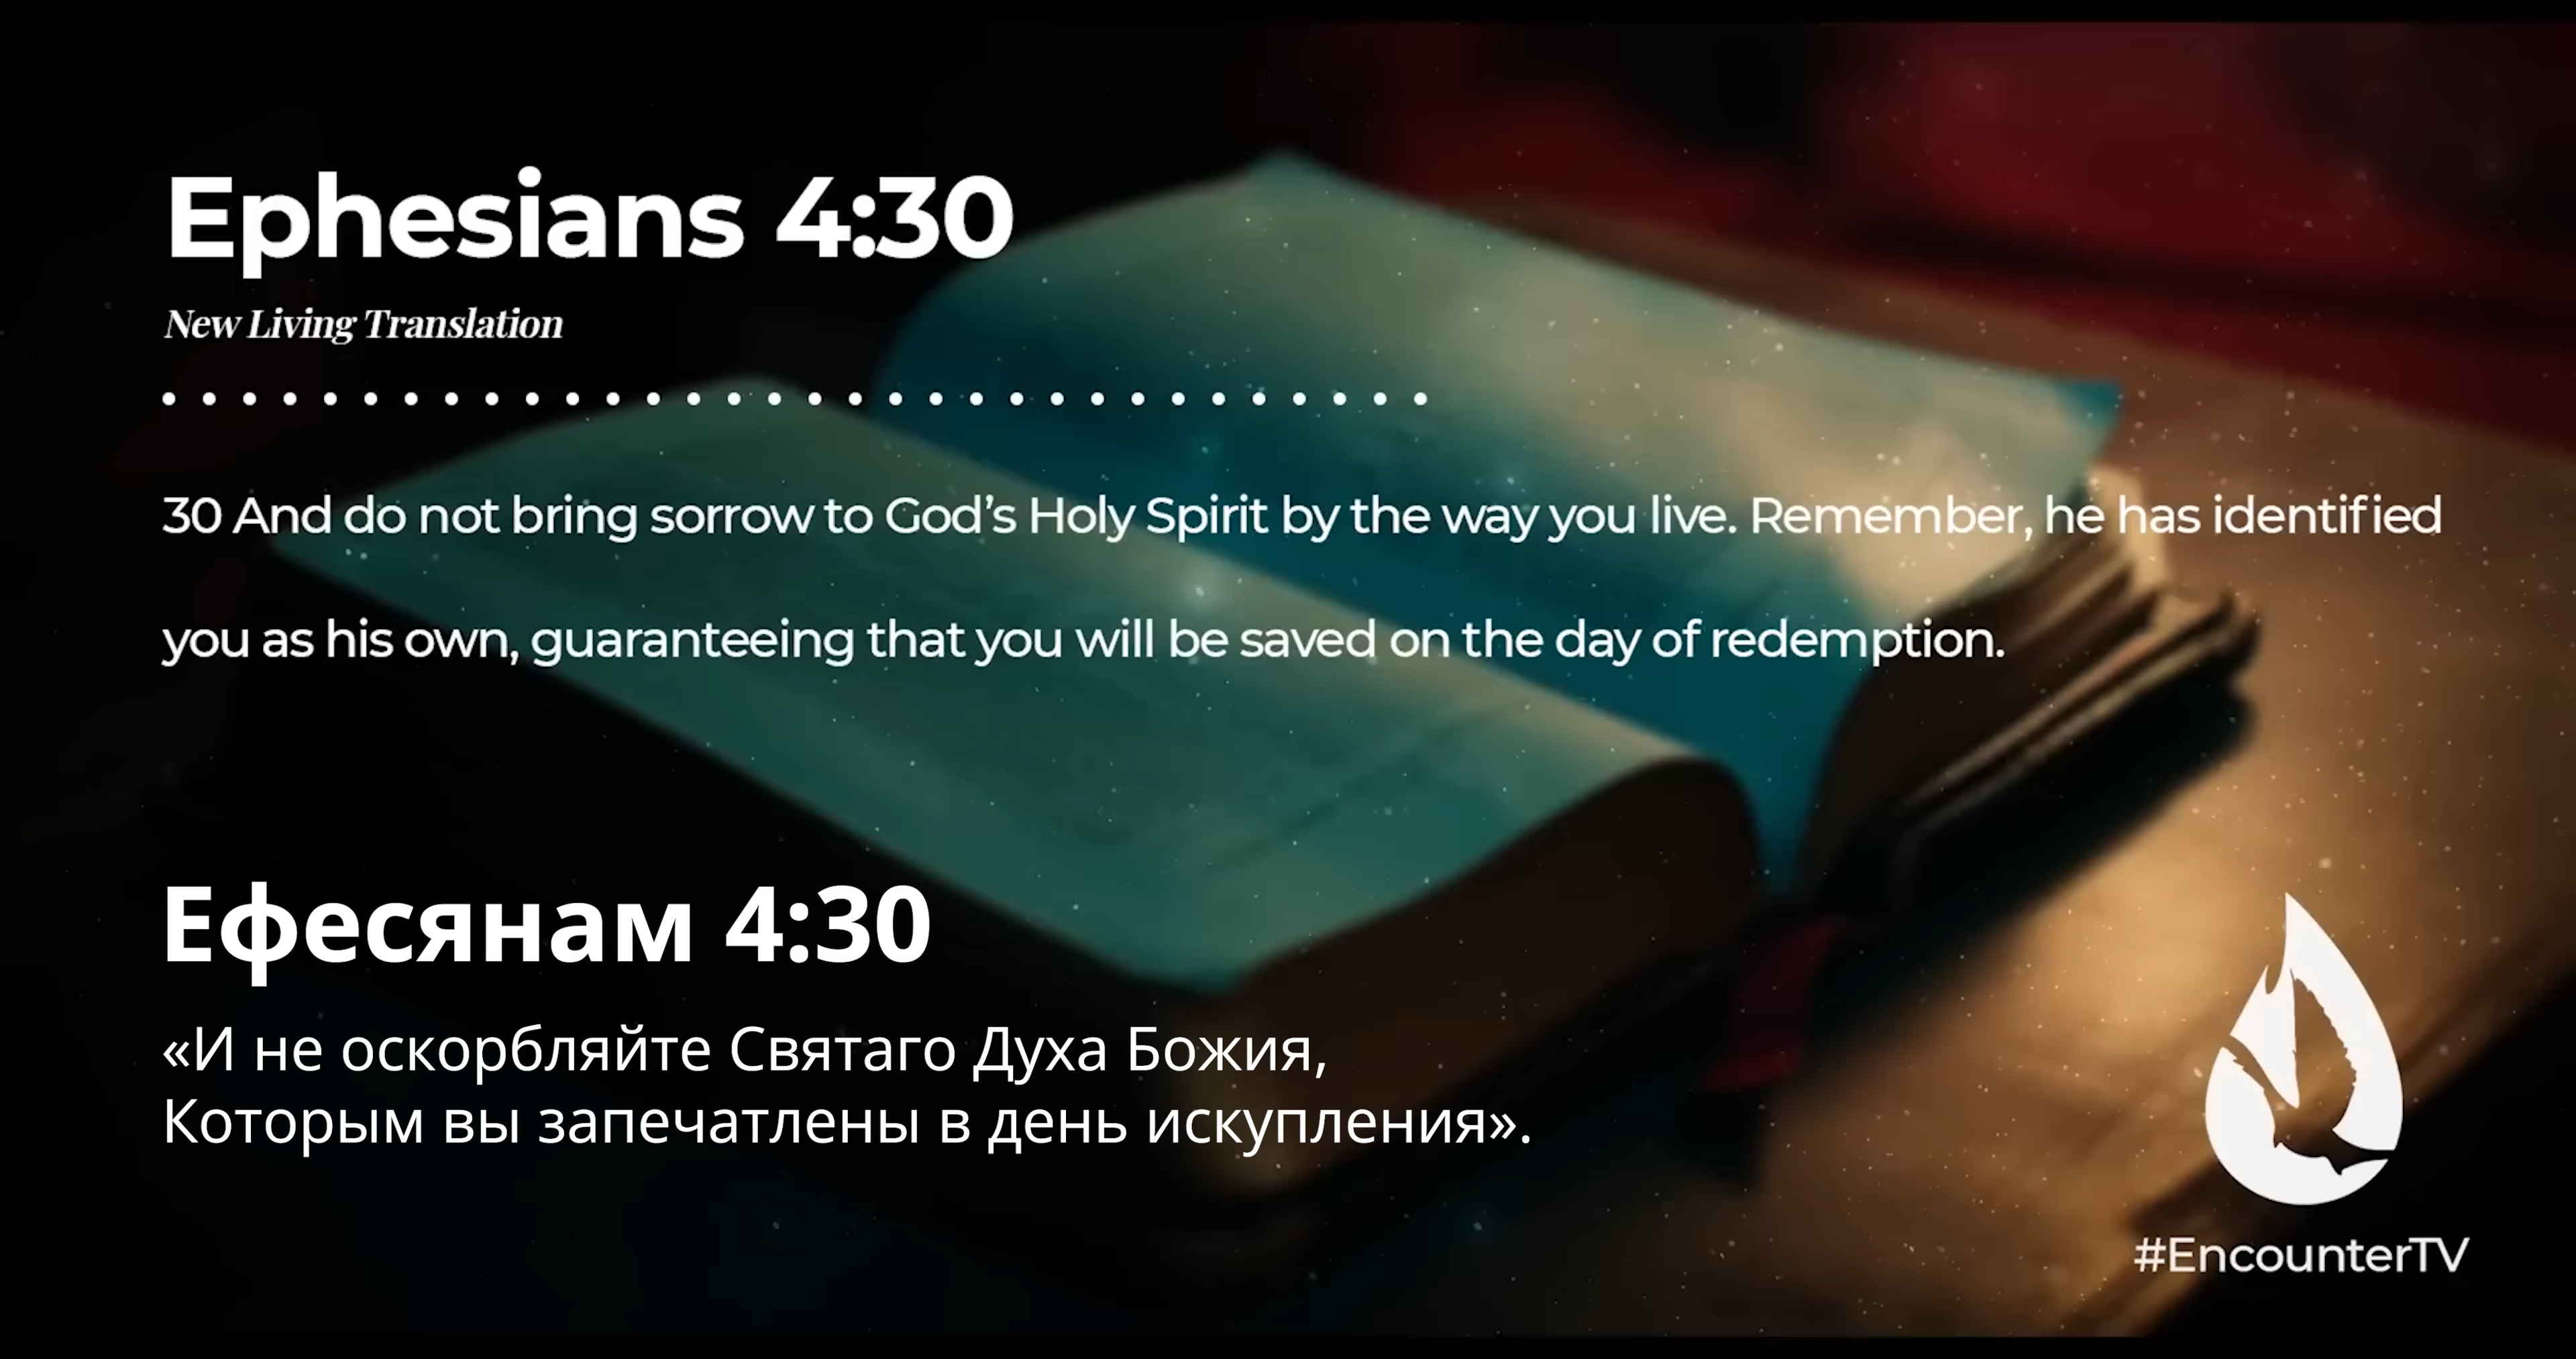 Ephesians 4:30
New Living Translation
30 And do not bring sorrow to God’s Holy Spirit by the way you live. Remember, he has identified
you as his own, guaranteeing that you will be saved on the day of redemption.
Ефесянам 4:30
«И не оскорбляйте Святаго Духа Божия,
Которым вы запечатлены в день искупления».
#EncounterTV